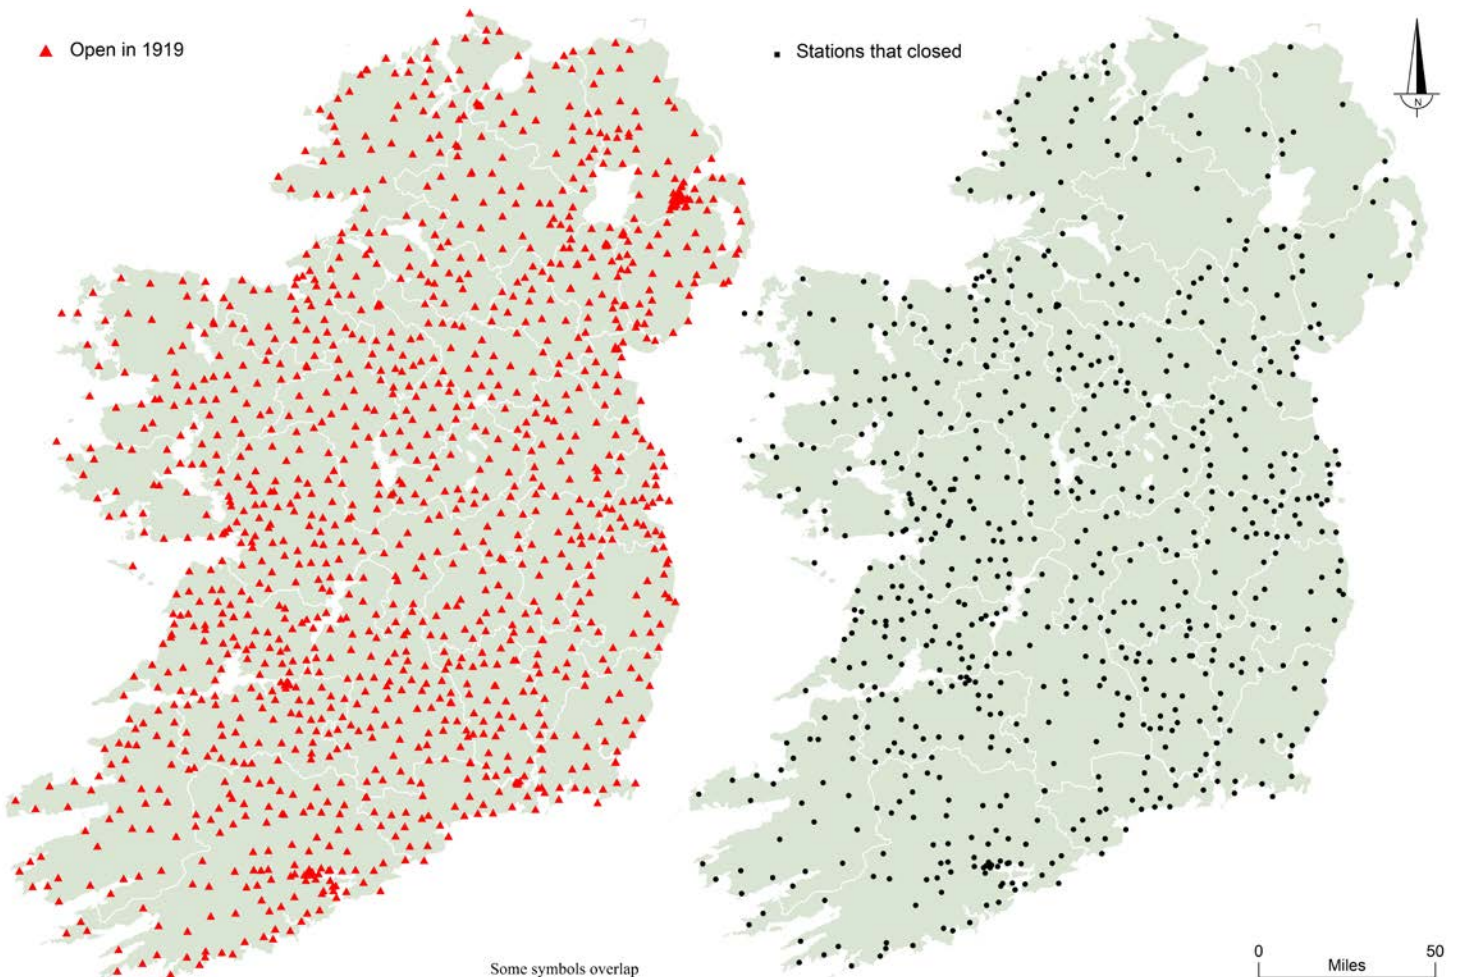 Open in 1919
Stations that closed
N
Some symbols overlap
0
50
Miles